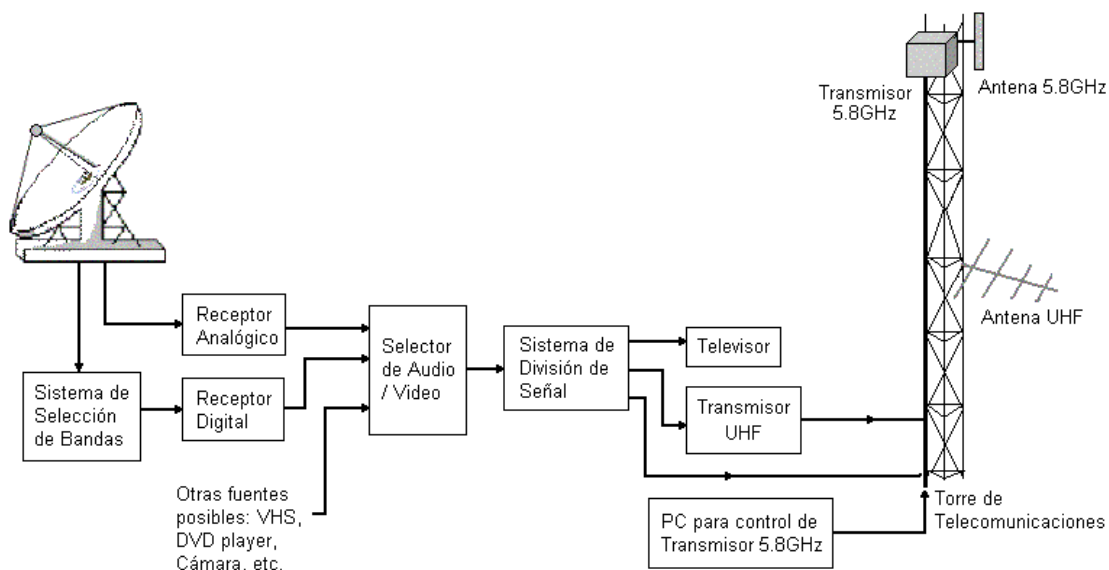 Transmisor
5.8GHz
Antena 5.8GHz
Antena UHF
Receptor
Analógico
Sistema de
Selección
de Bandas
Receptor
Digital
Selector
de Audio
/ Video
Sistema de
División de
Señal
Televisor
Transmisor
UHF
Otras fuentes
posibles: VHS,
DVD player,
Cámara, etc.
PC para control de
Transmisor 5.8GHz
Torre de
Telecomunicaciones